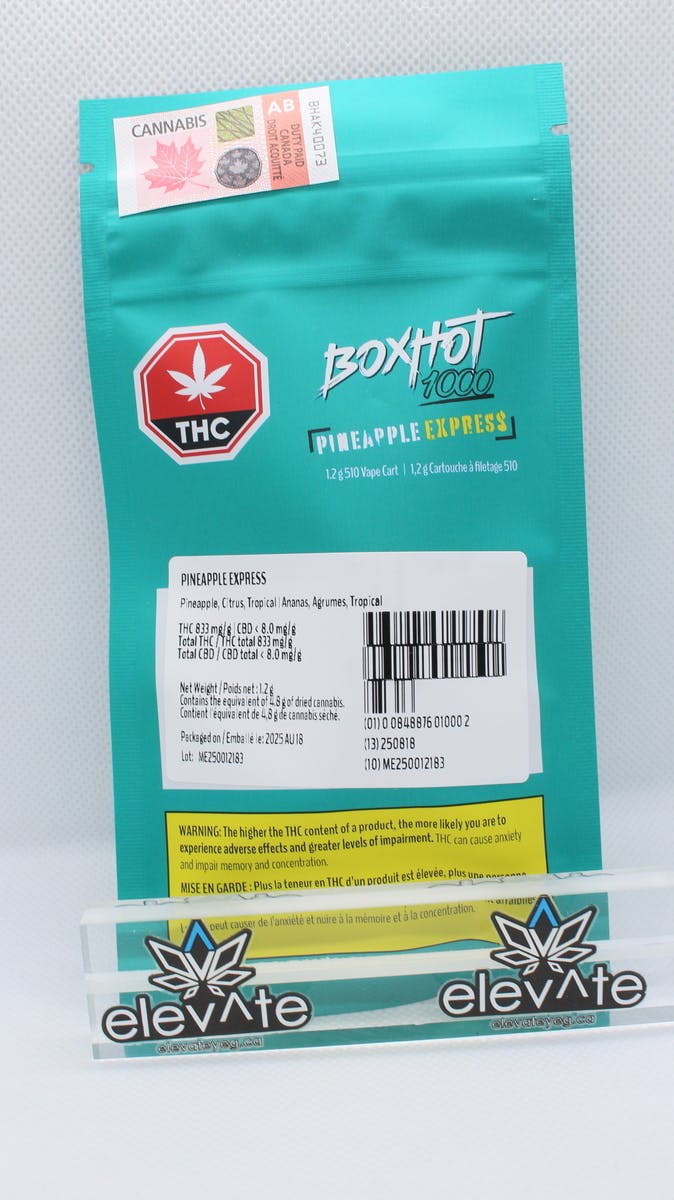 CANNABIS
AB
DUTY PAID
CANADA
DROIT ACQUITTÉ
BHAK40073
THC
BOXHOT
1000
PINEAPPLE EXPRES$
1.2 g 510 Vape Cart | 1,2 g Cartouche à filetage 510
PINEAPPLE EXPRESS
Pineapple, Citrus, Tropical | Ananas, Agrumes, Tropical
THC 833 mg/g | CBD < 8.0 mg/g
Total THC / THC total 833 mg/g
Total CBD / CBD total < 8.0 mg/g
Net Weight / Poids net : 1.2 g
Contains the equivalent of 4.8 g of dried cannabis.
Contient l'équivalent de 4,8 g de cannabis séché.
Packaged on / Emballé le: 2025 AU 18
Lot: ME250012183
(01) 0 0848876 01000 2
(13) 250818
(10) ME250012183
WARNING: The higher the THC content of a product, the more likely you are to
experience adverse effects and greater levels of impairment. THC can cause anxiety
and impair memory and concentration.
MISE EN GARDE : Plus la teneur en THC d'un produit est élevée, plus une personne
peut causer de l'anxiété et nuire à la mémoire et à la concentration.
elevʌte
elevateyeg.ca
elevʌte
elevateyeg.ca